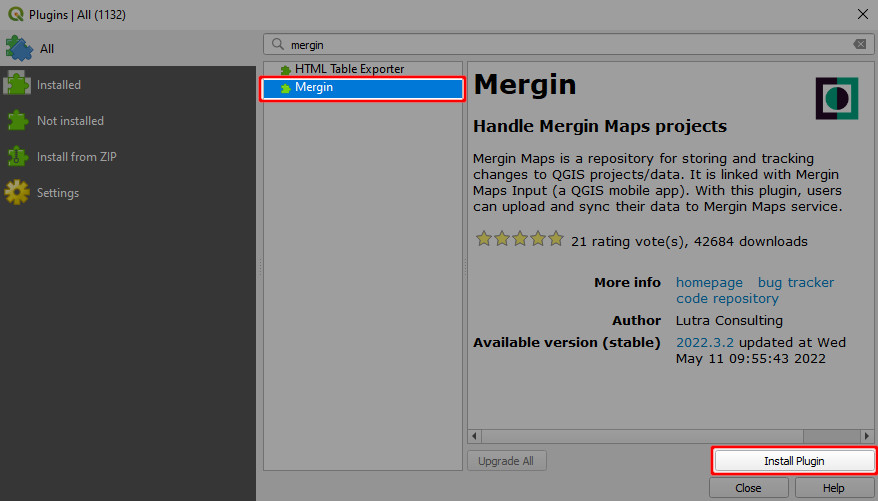 Plugins | All (1132)
All
Installed
Not installed
Install from ZIP
Settings
mergin
HTML Table Exporter
Mergin
Mergin
Handle Mergin Maps projects
Mergin Maps is a repository for storing and tracking
changes to QGIS projects/data. It is linked with Mergin
Maps Input (a QGIS mobile app). With this plugin, users
can upload and sync their data to Mergin Maps service.
21 rating vote(s), 42684 downloads
More info homepage bug tracker
code repository
Author Lutra Consulting
Available version (stable) 2022.3.2 updated at Wed
May 11 09:55:43 2022
Upgrade All
Install Plugin
Close
Help